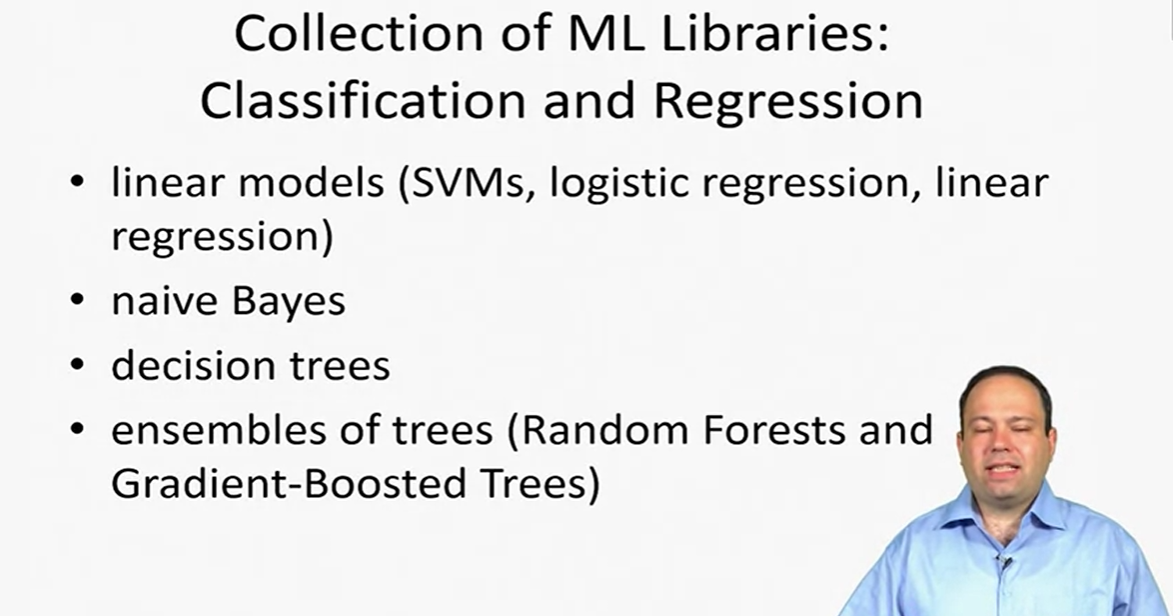 Collection of ML Libraries:
Classification and Regression
• linear models (SVMs, logistic regression, linear
regression)
• naive Bayes
• decision trees
• ensembles of trees (Random Forests and
Gradient-Boosted Trees)